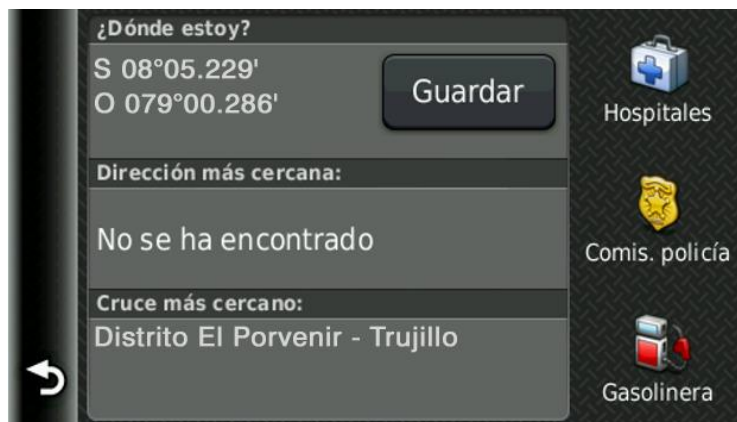 ¿Dónde estoy?
S 08°05.229'
O 079°00.286'
Guardar
Hospitales
Dirección más cercana:
No se ha encontrado
Comis. policía
Cruce más cercano:
Distrito El Porvenir - Trujillo
Gasolinera